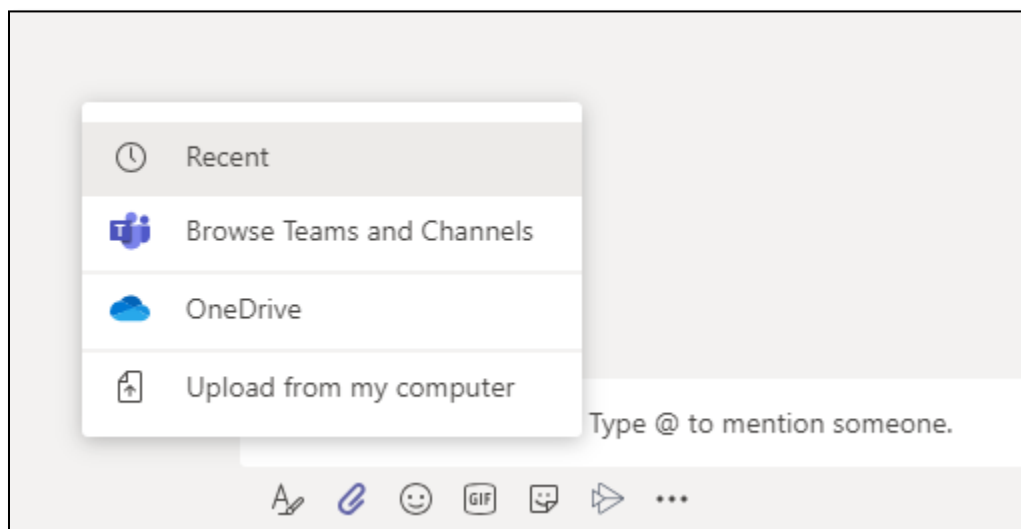 Recent
T
Browse Teams and Channels
OneDrive
Upload from my computer
Type @ to mention someone.
GIF